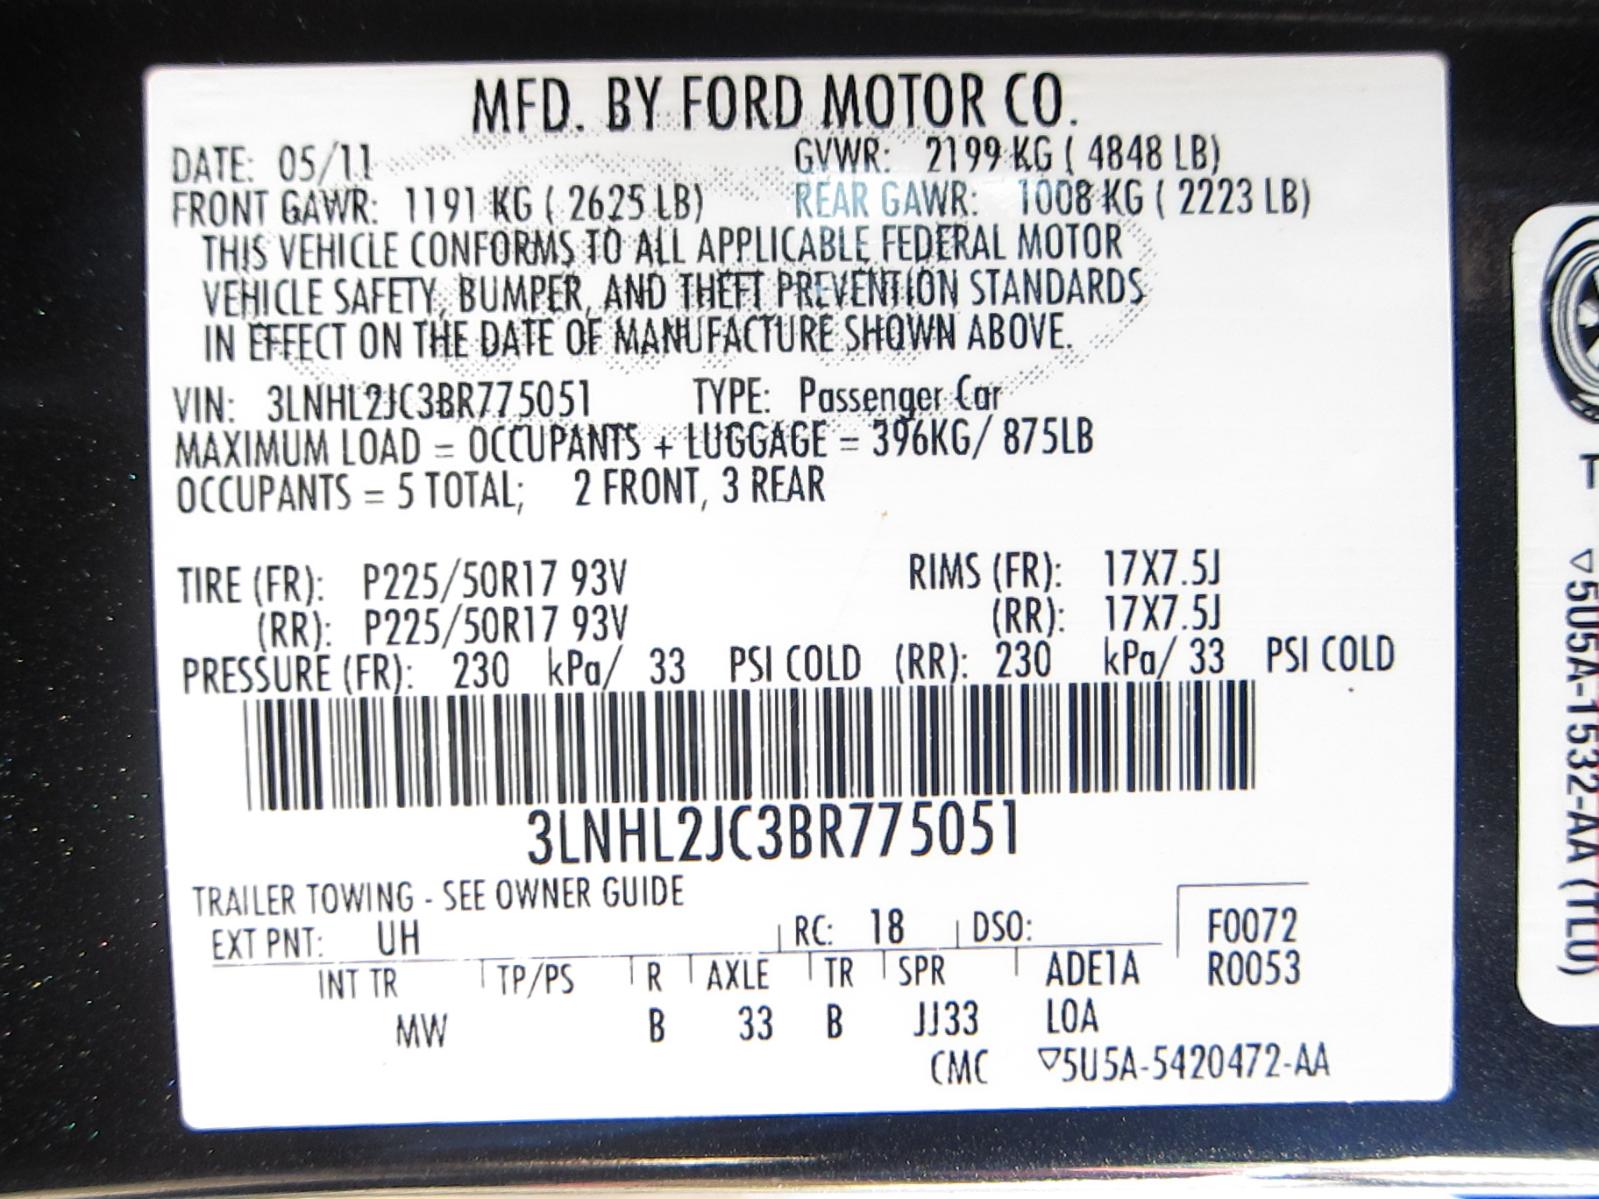 MFD. BY FORD MOTOR CO.
DATE: 05/11 GVWR: 2199 KG ( 4848 LB)
FRONT GAWR: 1191 KG ( 2625 LB) REAR GAWR: 1008 KG ( 2223 LB)
THIS VEHICLE CONFORMS TO ALL APPLICABLE FEDERAL MOTOR
VEHICLE SAFETY, BUMPER, AND THEFT PREVENTION STANDARDS
IN EFFECT ON THE DATE OF MANUFACTURE SHOWN ABOVE.
VIN: 3LNHL2JC3BR775051 TYPE: Passenger Car
MAXIMUM LOAD = OCCUPANTS + LUGGAGE = 396KG/ 875LB
OCCUPANTS = 5 TOTAL; 2 FRONT, 3 REAR
TIRE (FR): P225/50R17 93V RIMS (FR): 17X7.5J
(RR): P225/50R17 93V (RR): 17X7.5J
PRESSURE (FR): 230 kPa/ 33 PSI COLD (RR): 230 kPa/ 33 PSI COLD
3LNHL2JC3BR775051
TRAILER TOWING - SEE OWNER GUIDE
EXT PNT: UH RC: 18 DSO: F0072
INT TR TP/PS R AXLE TR SPR ADE1A R0053
MW B 33 B JJ33 LOA
CMC ▽5U5A-5420472-AA
T
▽5U5A-1532-AA (TLU)